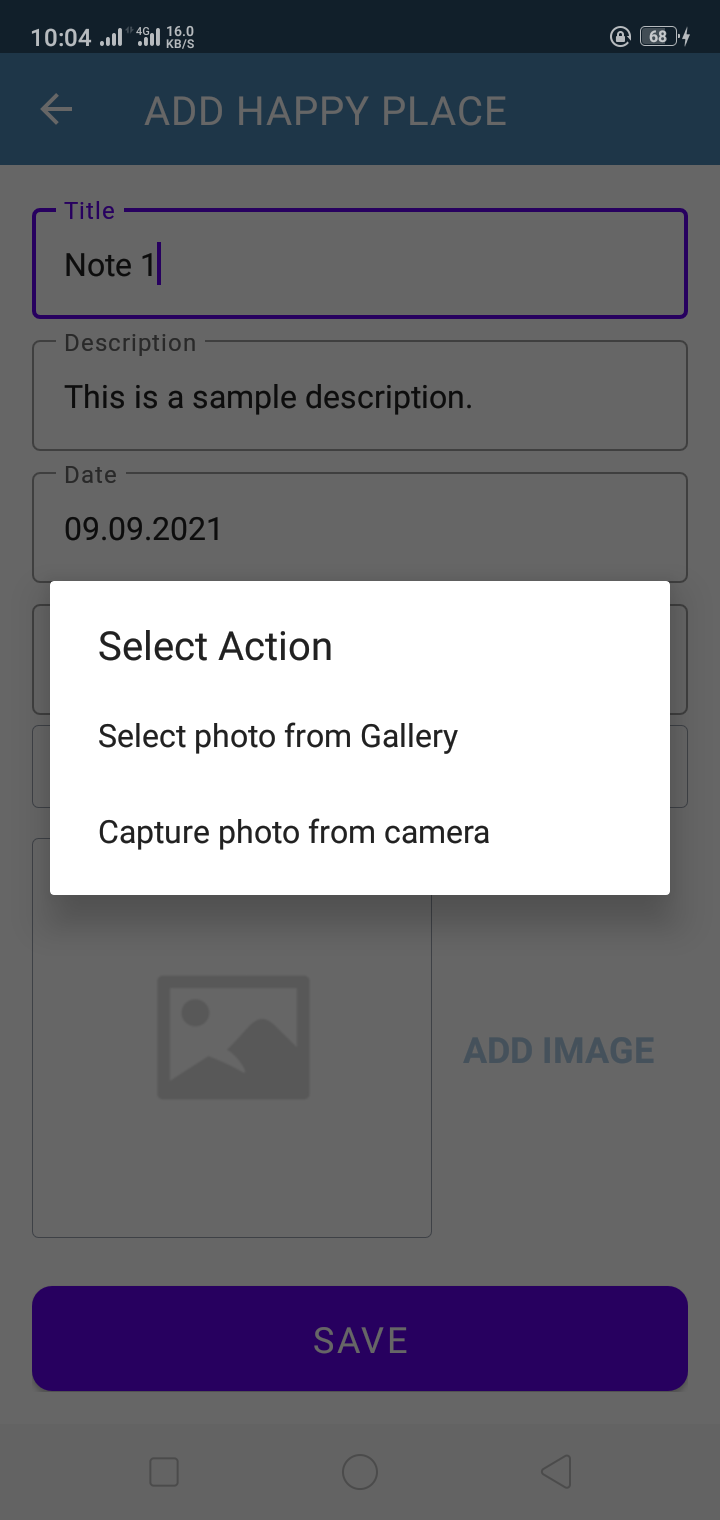 10:04 4G 16.0 KB/S 68
ADD HAPPY PLACE
Title
Note 1
Description
This is a sample description.
Date
09.09.2021
Select Action
Select photo from Gallery
Capture photo from camera
ADD IMAGE
SAVE